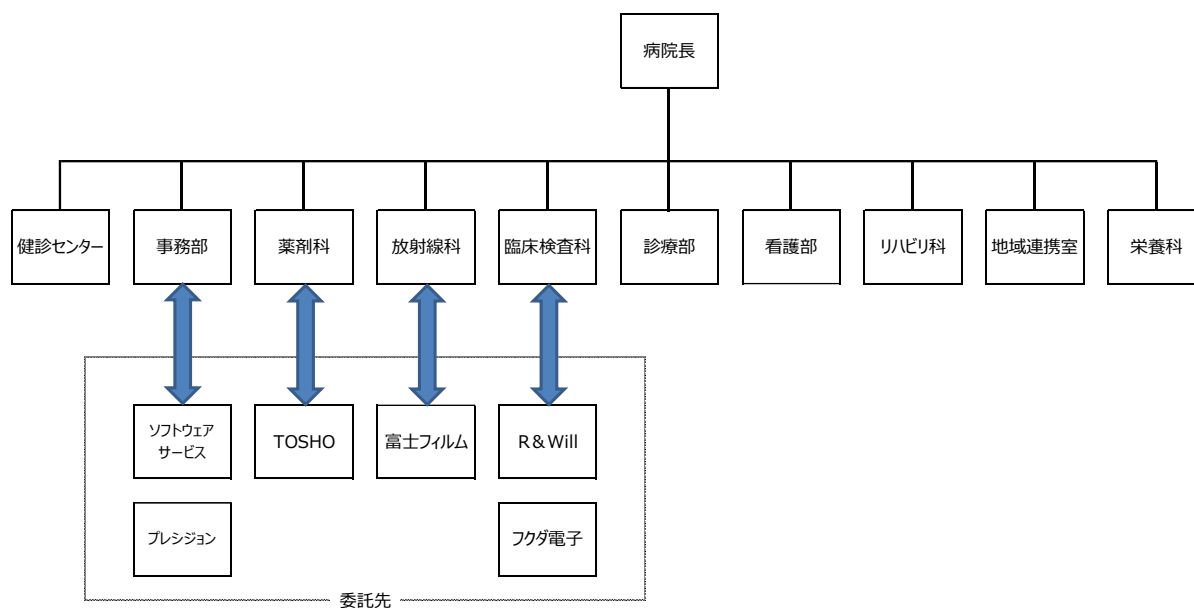 病院長
健診センター
事務部
薬剤科
放射線科
臨床検査科
診療部
看護部
リハビリ科
地域連携室
栄養科
ソフトウェア
サービス
TOSHO
富士フィルム
R&Will
プレシジョン
フクダ電子
委託先